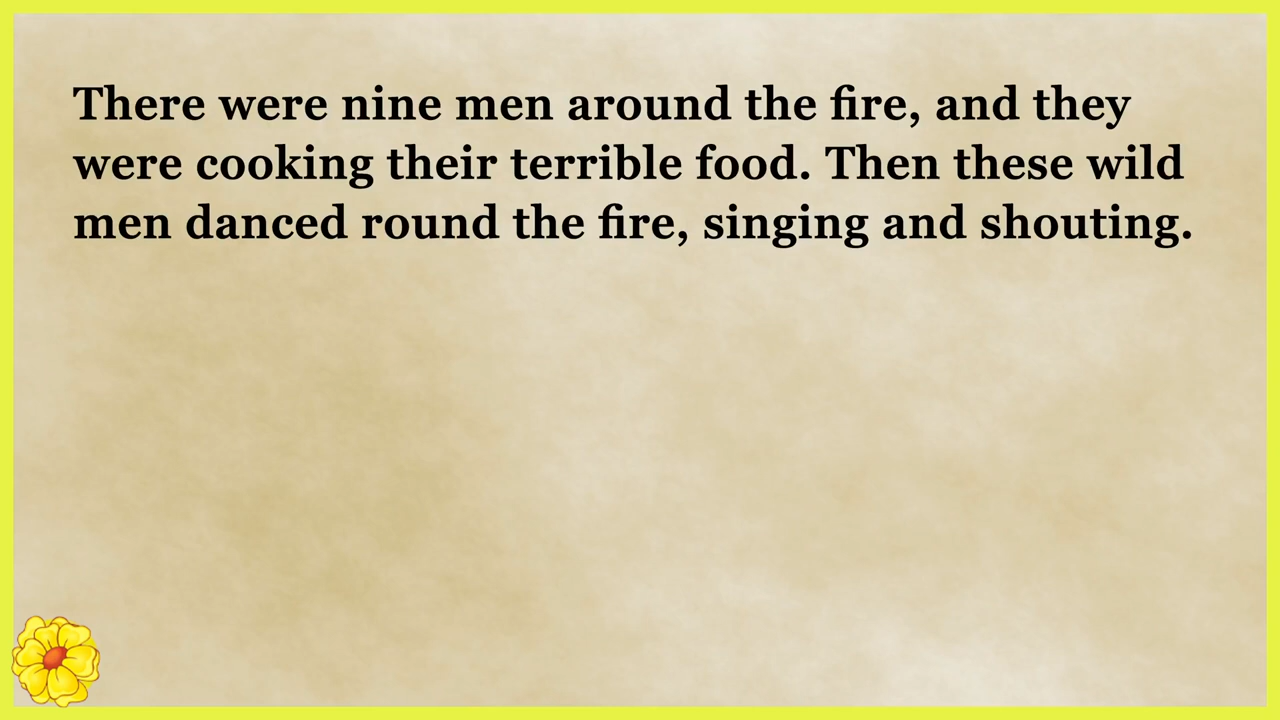 There were nine men around the fire, and they
were cooking their terrible food. Then these wild
men danced round the fire, singing and shouting.